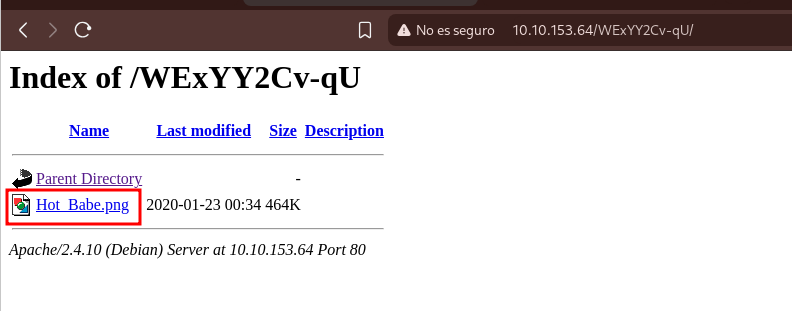 No es seguro 10.10.153.64/WExYY2Cv-qU/
Index of /WExYY2Cv-qU
Name Last modified Size Description
Parent Directory -
Hot_Babe.png 2020-01-23 00:34 464K
Apache/2.4.10 (Debian) Server at 10.10.153.64 Port 80